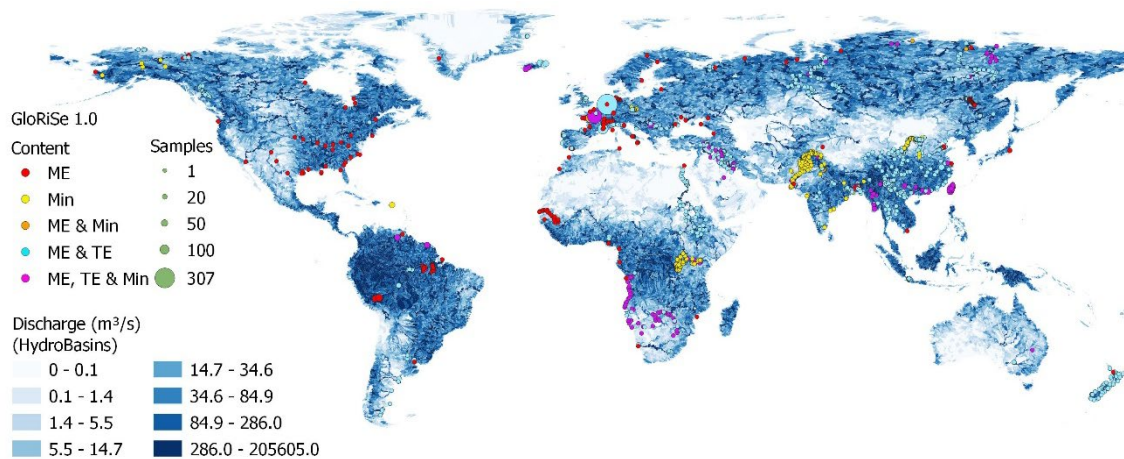 GloRiSe 1.0
Content
ME
Min
ME & Min
ME & TE
ME, TE & Min
Samples
1
20
50
100
307
Discharge (m³/s)
(HydroBasins)
0 - 0.1
0.1 - 1.4
1.4 - 5.5
5.5 - 14.7
14.7 - 34.6
34.6 - 84.9
84.9 - 286.0
286.0 - 205605.0